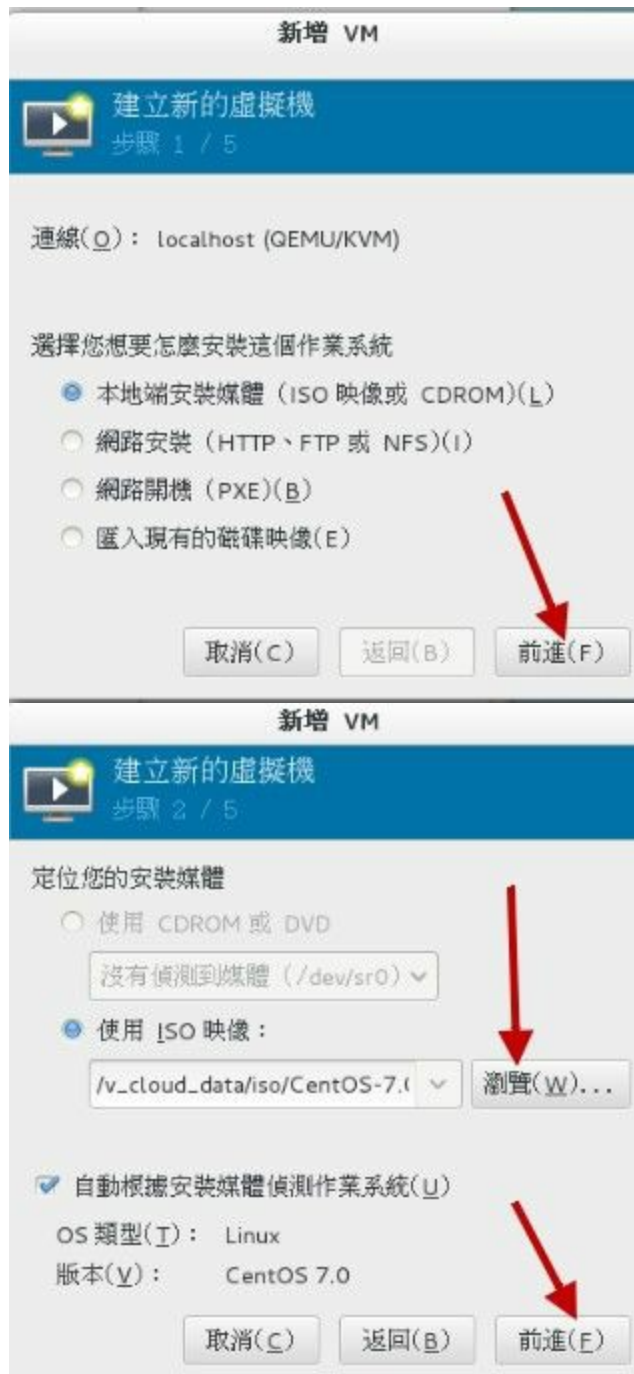 新增 VM
建立新的虛擬機
步驟 1 / 5
連線(O)： localhost (QEMU/KVM)
選擇您想要怎麼安裝這個作業系統
本地端安裝媒體（ISO 映像或 CDROM)(L)
網路安裝（HTTP、FTP 或 NFS)(I)
網路開機（PXE)(B)
匯入現有的磁碟映像(E)
取消(C) 返回(B) 前進(F)
新增 VM
建立新的虛擬機
步驟 2 / 5
定位您的安裝媒體
使用 CDROM 或 DVD
沒有偵測到媒體（/dev/sr0)
使用 ISO 映像：
/v_cloud_data/iso/CentOS-7.( 瀏覽(W)...
自動根據安裝媒體偵測作業系統(U)
OS 類型(T)： Linux
版本(V)： CentOS 7.0
取消(C) 返回(B) 前進(F)